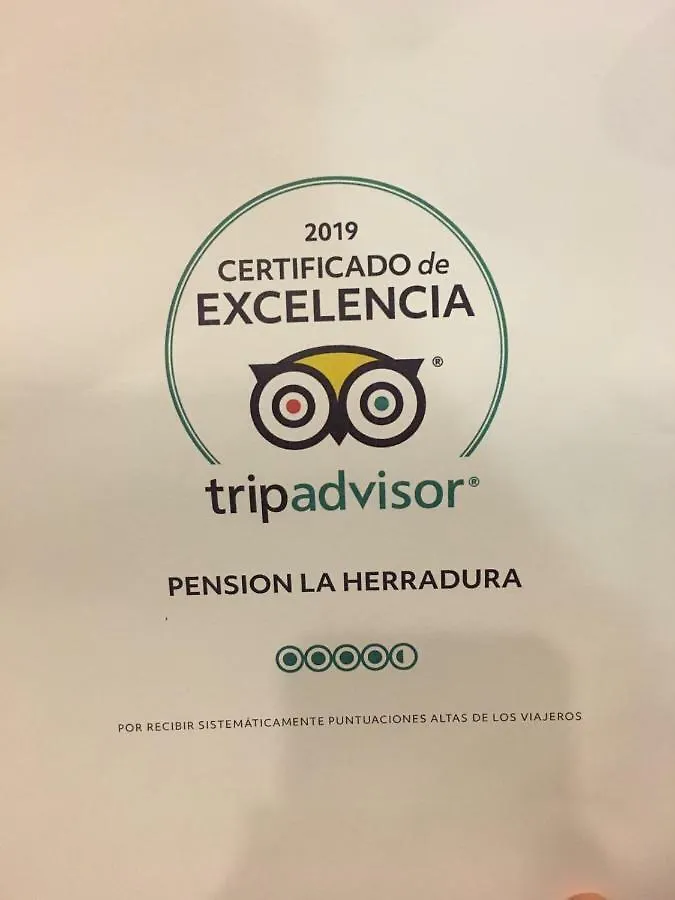 2019
CERTIFICADO de
EXCELENCIA
®
tripadvisor®
PENSION LA HERRADURA
POR RECIBIR SISTEMÁTICAMENTE PUNTUACIONES ALTAS DE LOS VIAJEROS